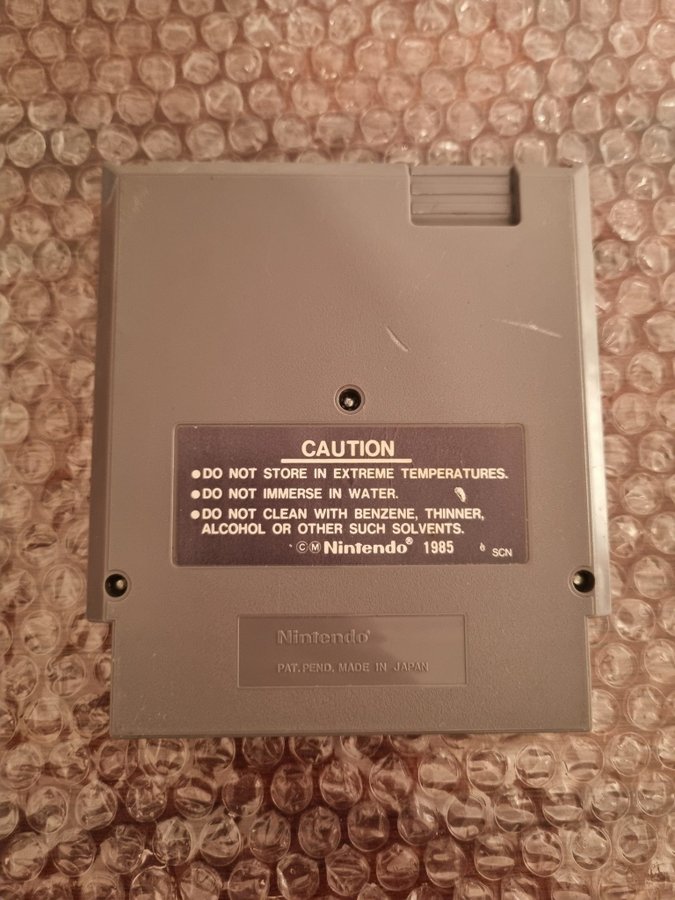 CAUTION
●DO NOT STORE IN EXTREME TEMPERATURES.
●DO NOT IMMERSE IN WATER.
●DO NOT CLEAN WITH BENZENE, THINNER,
ALCOHOL OR OTHER SUCH SOLVENTS.
ⒸⓂNintendo® 1985 SCN
Nintendo®
PAT. PEND. MADE IN JAPAN